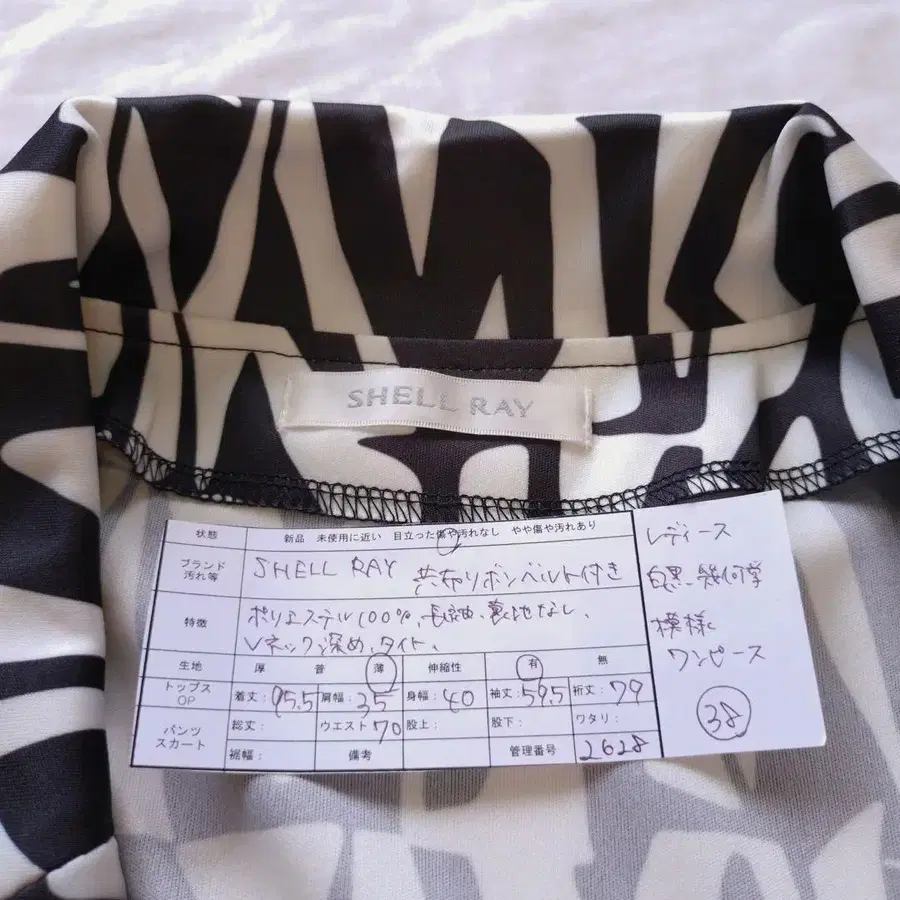 SHELL RAY
状態 新品 未使用に近い 目立った傷や汚れなし やや傷や汚れあり
ブランド 汚れ等 SHELL RAY 共布リボンベルト付き
特徴 ポリエステル100%、長袖、裏地なし、
Vネックン深め、タイト、
生地 厚 普 薄 伸縮性 有 無
トップス OP 着丈:95.5 肩幅:35 身幅:40 袖丈:59.5 裄丈:79
パンツ スカート 総丈: ウエスト70 股上: 股下: ワタリ:
裾幅: 備考 管理番号 2628
レディース
白黒、幾何学
模様
ワンピース
38